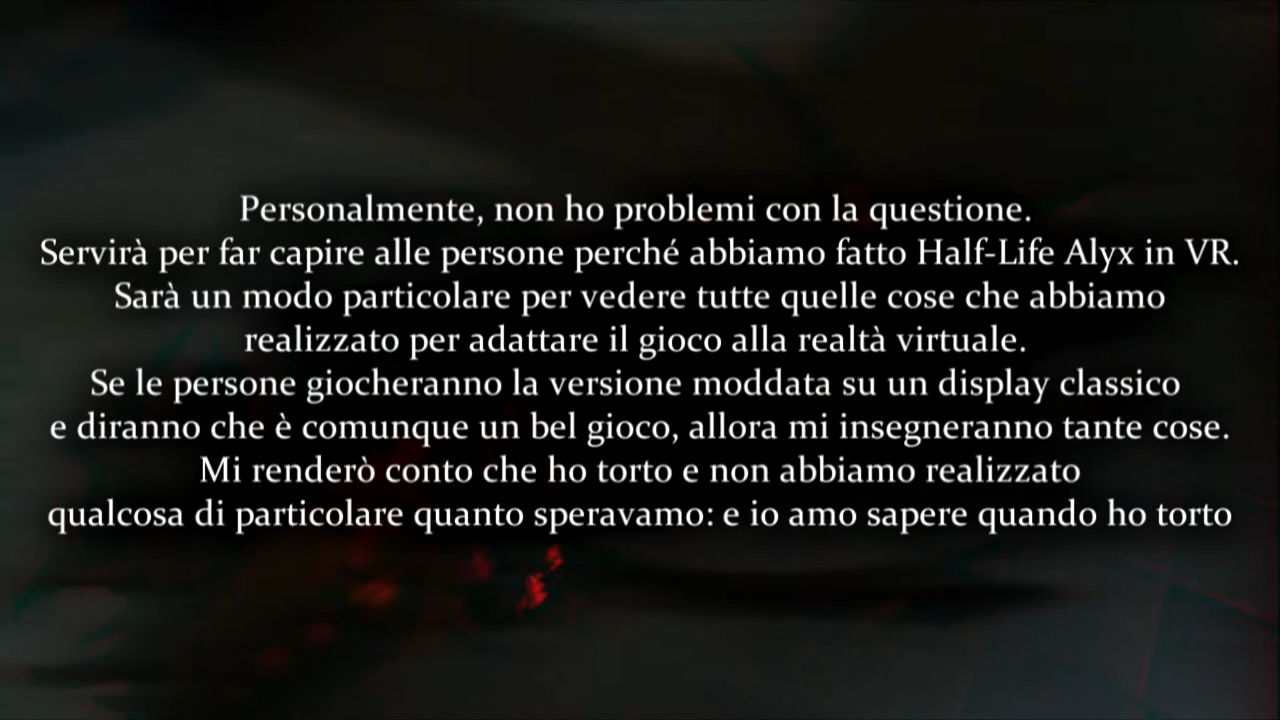 Personalmente, non ho problemi con la questione.
Servirà per far capire alle persone perché abbiamo fatto Half-Life Alyx in VR.
Sarà un modo particolare per vedere tutte quelle cose che abbiamo
realizzato per adattare il gioco alla realtà virtuale.
Se le persone giocheranno la versione moddata su un display classico
e diranno che è comunque un bel gioco, allora mi insegneranno tante cose.
Mi renderò conto che ho torto e non abbiamo realizzato
qualcosa di particolare quanto speravamo: e io amo sapere quando ho torto